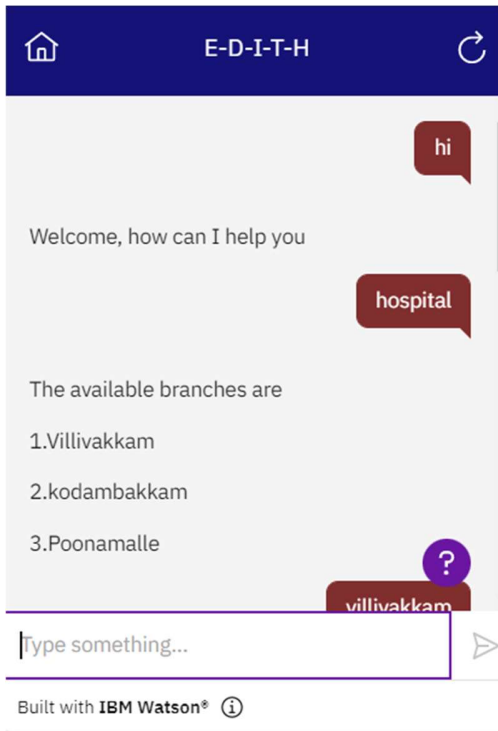 E-D-I-T-H
hi
Welcome, how can I help you
hospital
The available branches are
1.Villivakkam
2.kodambakkam
3.Poonamalle
?
villivakkam
Type something...
Built with IBM Watson®